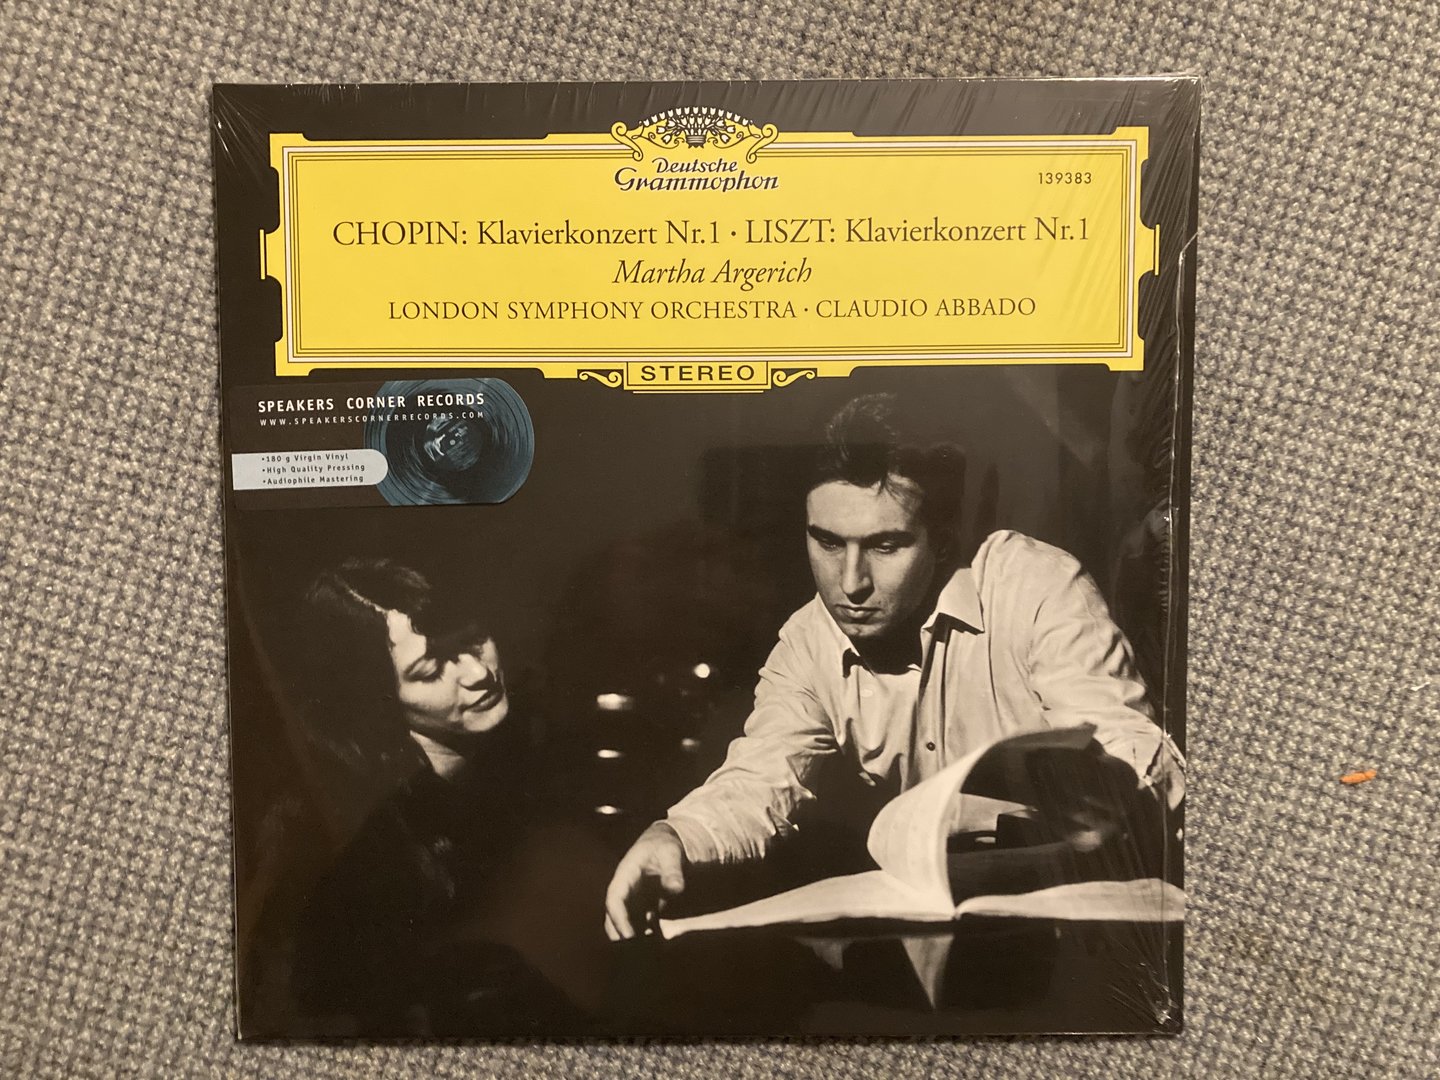 Deutsche
Grammophon
139383
CHOPIN: Klavierkonzert Nr.1 · LISZT: Klavierkonzert Nr.1
Martha Argerich
LONDON SYMPHONY ORCHESTRA · CLAUDIO ABBADO
STEREO
SPEAKERS CORNER RECORDS
WWW.SPEAKERSCORNERRECORDS.COM
•180 g Virgin Vinyl
•High Quality Pressing
•Audiophile Mastering